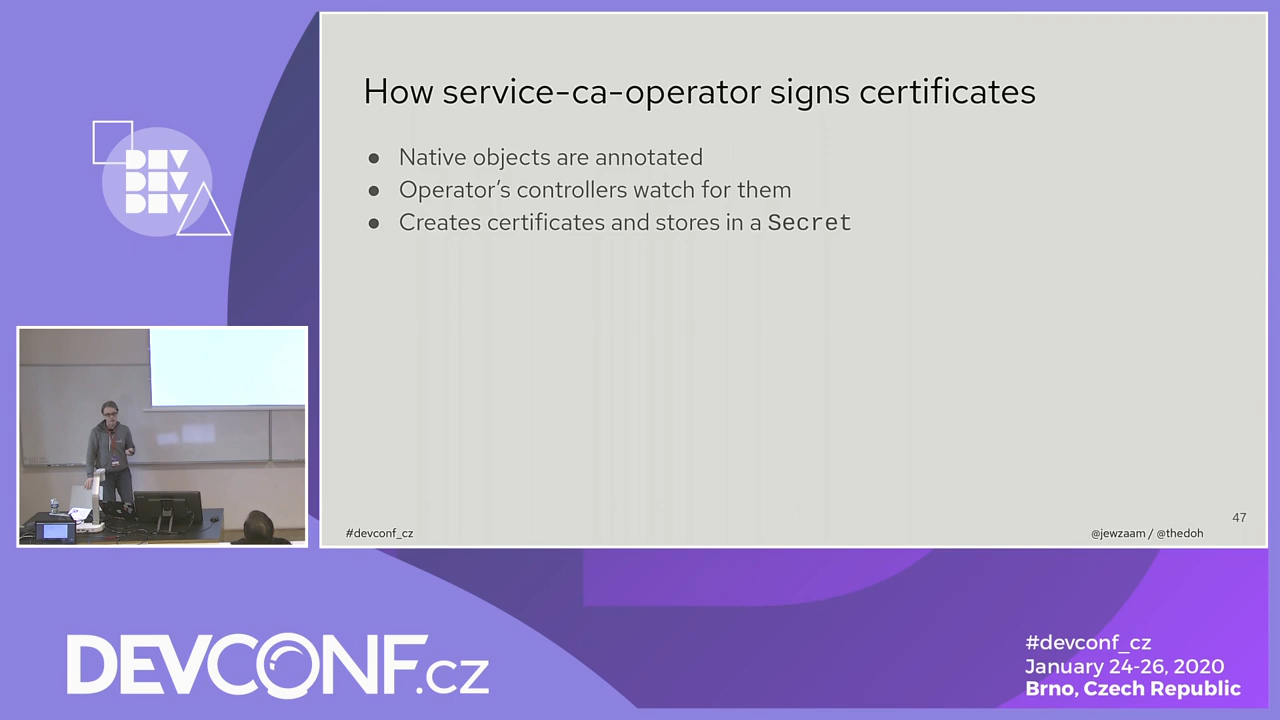 DEV
DEV
DEV
How service-ca-operator signs certificates
● Native objects are annotated
● Operator's controllers watch for them
● Creates certificates and stores in a Secret
47
#devconf_cz
@jewzaam / @thedoh
DEVCONF.cz
#devconf_cz
January 24-26, 2020
Brno, Czech Republic